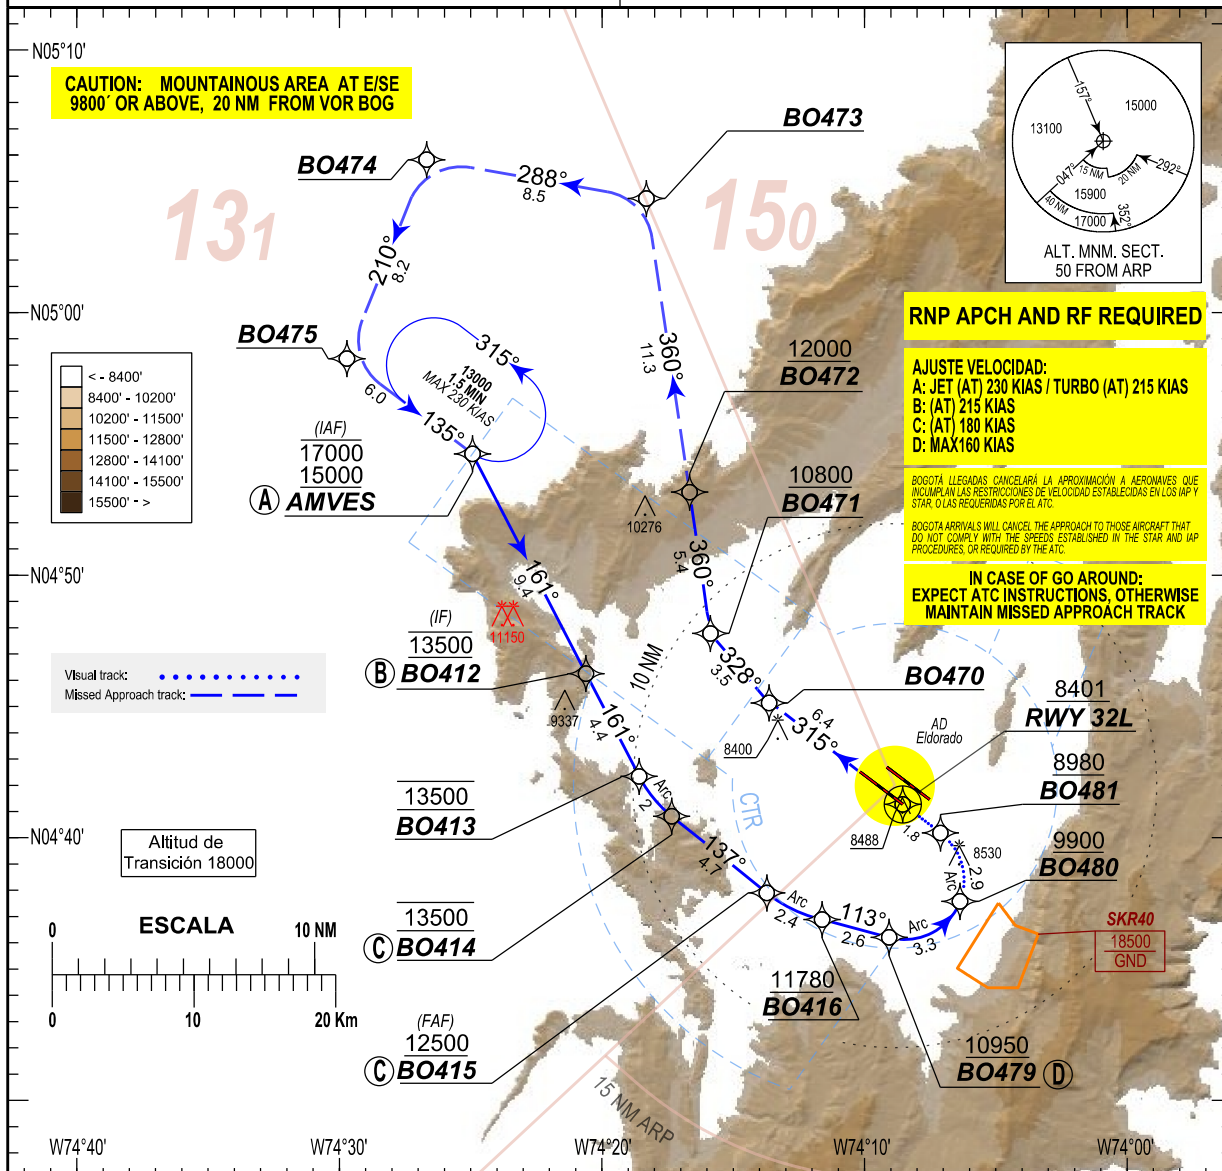 N05°10'
CAUTION: MOUNTAINOUS AREA AT E/SE
9800´ OR ABOVE, 20 NM FROM VOR BOG
BO474
BO473
131
150
288°
8.5
210°
8.2
157°
15000
13100
047°
15 NM
20 NM
292°
15900
40 NM
17000
352°
ALT. MNM. SECT.
50 FROM ARP
N05°00'
RNP APCH AND RF REQUIRED
BO475
315°
13000
1.5 MIN
MAX 230 KIAS
6.0
135°
360°
11.3
12000
BO472
AJUSTE VELOCIDAD:
A: JET (AT) 230 KIAS / TURBO (AT) 215 KIAS
B: (AT) 215 KIAS
C: (AT) 180 KIAS
D: MAX160 KIAS
< - 8400'
8400' - 10200'
10200' - 11500'
11500' - 12800'
12800' - 14100'
14100' - 15500'
15500' - >
(IAF)
17000
15000
A AMVES
10276
10800
BO471
BOGOTÁ LLEGADAS CANCELARÁ LA APROXIMACIÓN A AERONAVES QUE
INCUMPLAN LAS RESTRICCIONES DE VELOCIDAD ESTABLECIDAS EN LOS IAP Y
STAR, O LAS REQUERIDAS POR EL ATC.
BOGOTA ARRIVALS WILL CANCEL THE APPROACH TO THOSE AIRCRAFT THAT
DO NOT COMPLY WITH THE SPEEDS ESTABLISHED IN THE STAR AND IAP
PROCEDURES, OR REQUIRED BY THE ATC.
IN CASE OF GO AROUND:
EXPECT ATC INSTRUCTIONS, OTHERWISE
MAINTAIN MISSED APPROACH TRACK
N04°50'
161°
9.4
360°
5.4
11150
(IF)
13500
B BO412
9337
10 NM
328°
3.5
BO470
Visual track:
Missed Approach track:
161°
4.4
6.4
315°
8400
AD
Eldorado
8401
RWY 32L
8980
BO481
13500
BO413
Arc
2
CTR
8488
1.8
8530
N04°40'
Altitud de
Transición 18000
137°
4.7
Arc
2.9
9900
BO480
ESCALA
0 10 NM
0 10 20 Km
13500
C BO414
Arc
2.4
113°
2.6
Arc
3.3
SKR40
18500
GND
11780
BO416
(FAF)
12500
C BO415
10950
BO479 D
15 NM ARP
W74°40' W74°30' W74°20' W74°10' W74°00'